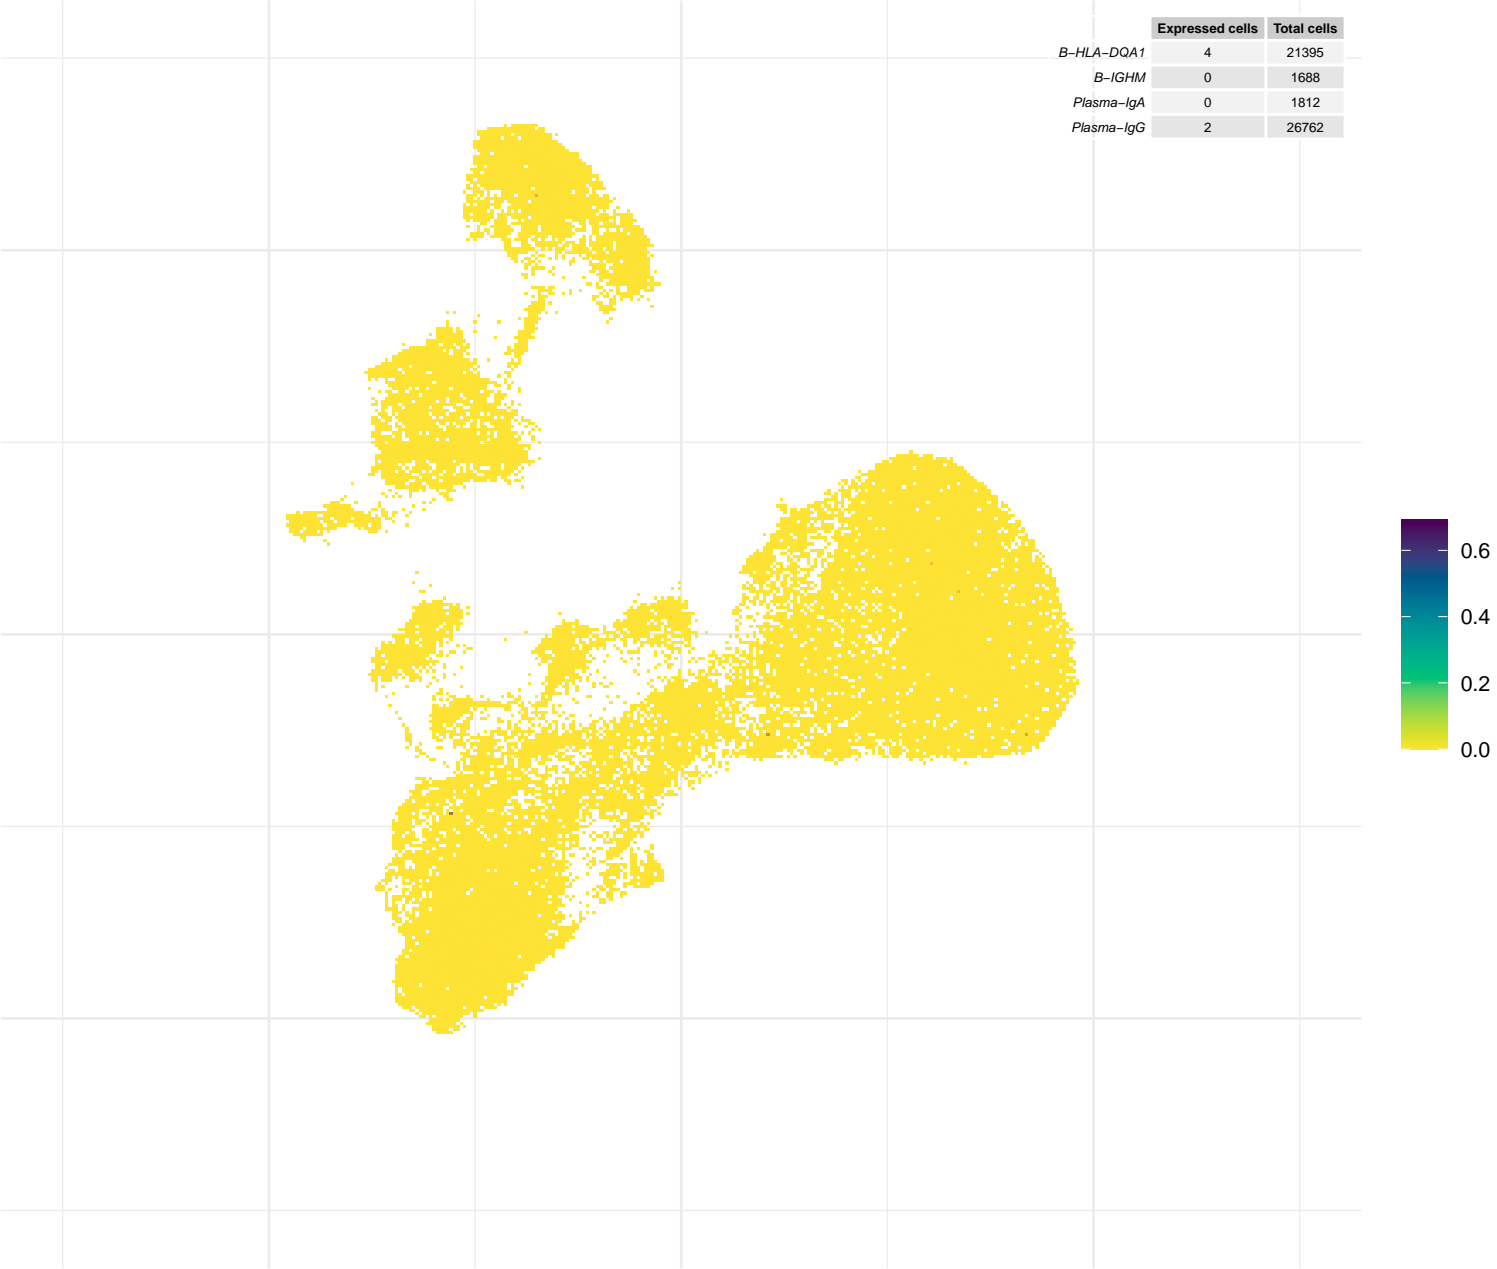 Expressed cells Total cells
B−HLA−DQA1 4 21395
B−IGHM 0 1688
Plasma−IgA 0 1812
Plasma−IgG 2 26762
0.6
0.4
0.2
0.0